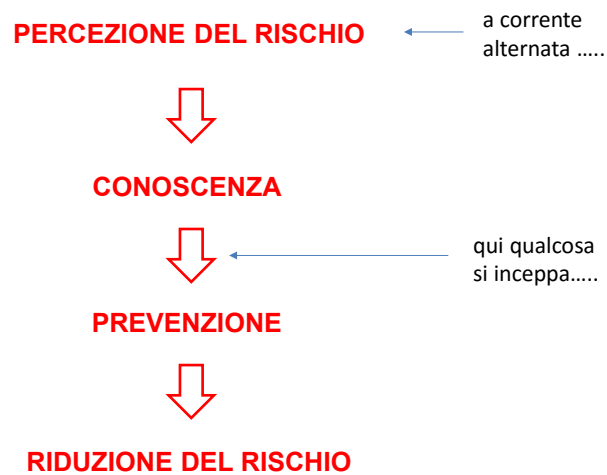 PERCEZIONE DEL RISCHIO
a corrente
alternata .....
CONOSCENZA
qui qualcosa
si inceppa.....
PREVENZIONE
RIDUZIONE DEL RISCHIO